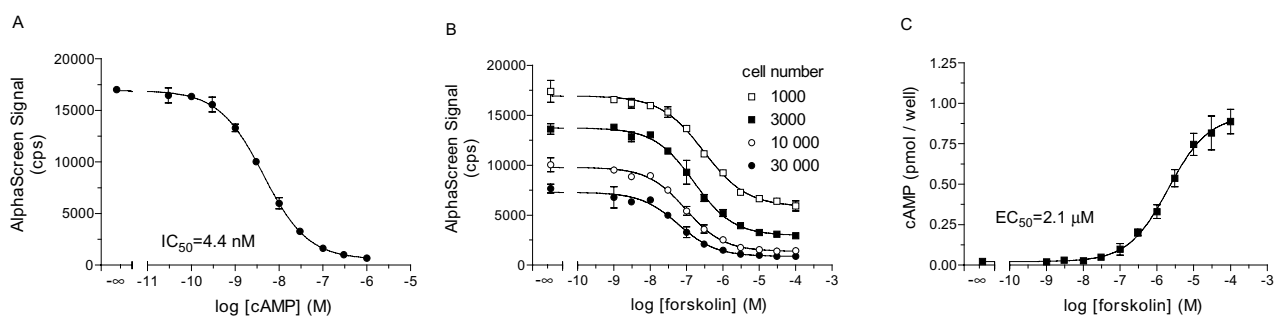 A
AlphaScreen Signal
(cps)
20000
15000
10000
5000
0
IC50=4.4 nM
-∞ -11 -10 -9 -8 -7 -6 -5
log [cAMP] (M)
B
AlphaScreen Signal
(cps)
20000
15000
10000
5000
0
cell number
1000
3000
10 000
30 000
-∞ -10 -9 -8 -7 -6 -5 -4 -3
log [forskolin] (M)
C
cAMP (pmol / well)
1.25
1.00
0.75
0.50
0.25
0.00
EC50=2.1 µM
-∞ -10 -9 -8 -7 -6 -5 -4 -3
log [forskolin] (M)